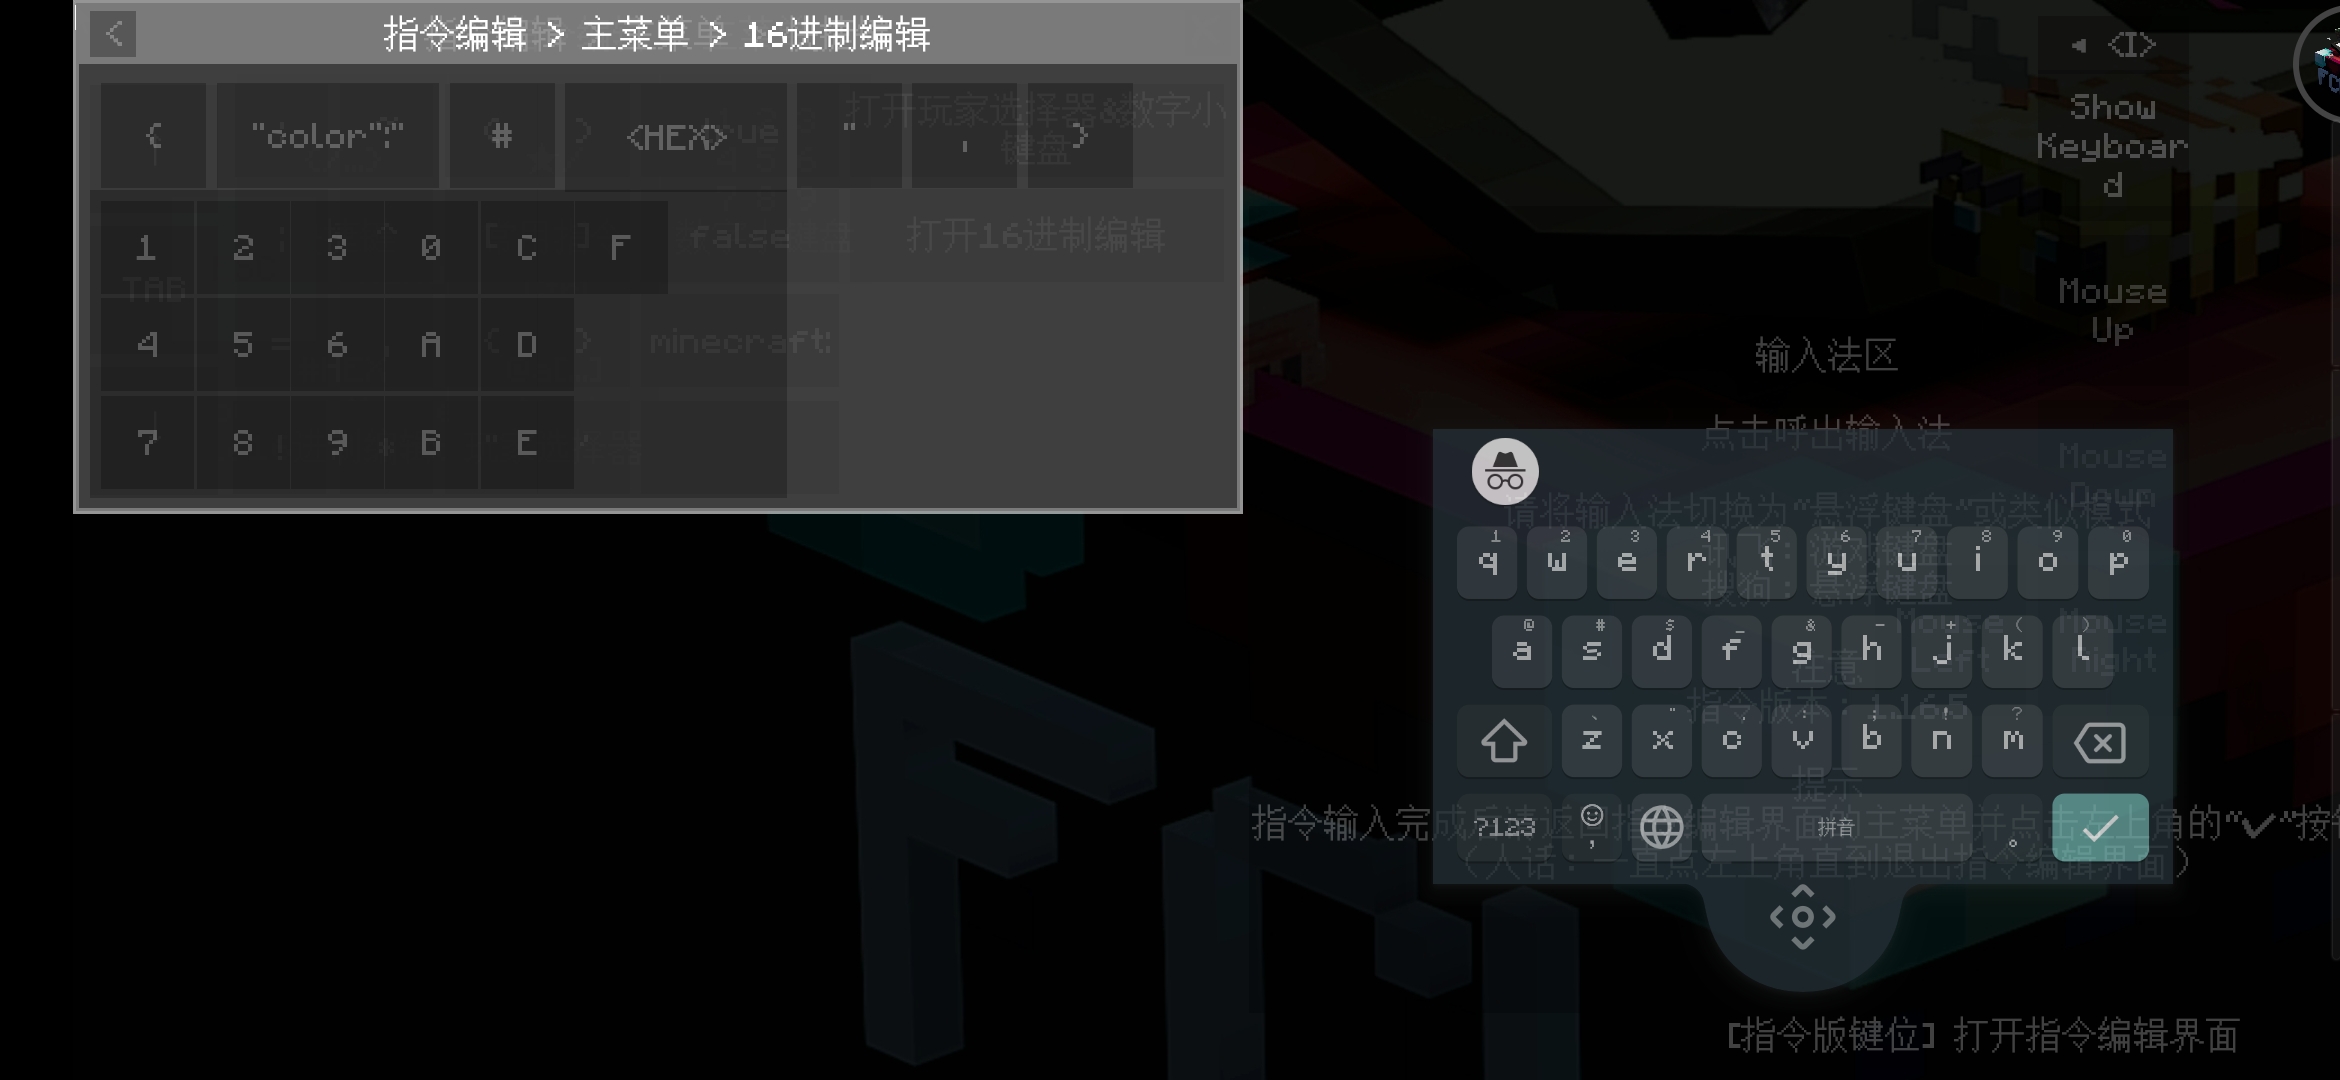 指令编辑 > 主菜单 > 16进制编辑
{ "color":" # <HEX> " , }
true
打开玩家选择器&数字小
键盘
1 2 3 0 C F
false
打开16进制编辑
TAB
4 5 6 A D
minecraft:
7 8 9 B E
<I>
Show
Keyboar
d
Mouse
Up
输入法区
点击呼出输入法
Mouse
Down
请将输入法切换为“悬浮键盘”或类似模式
讯飞：游戏键盘
搜狗：悬浮键盘
Mouse
Left
Mouse
Right
注意
指令版本：1.16.5
提示
指令输入完成后请返回指令编辑界面的主菜单并点击左上角的“✓”按
(人话：一直点左上角直到退出指令编辑界面)
1 2 3 4 5 6 7 8 9 0
q w e r t y u i o p
@ # $ _ & - + ( )
a s d f g h j k l
z x c v b n m
?123 , 拼音 。
[指令版键位] 打开指令编辑界面